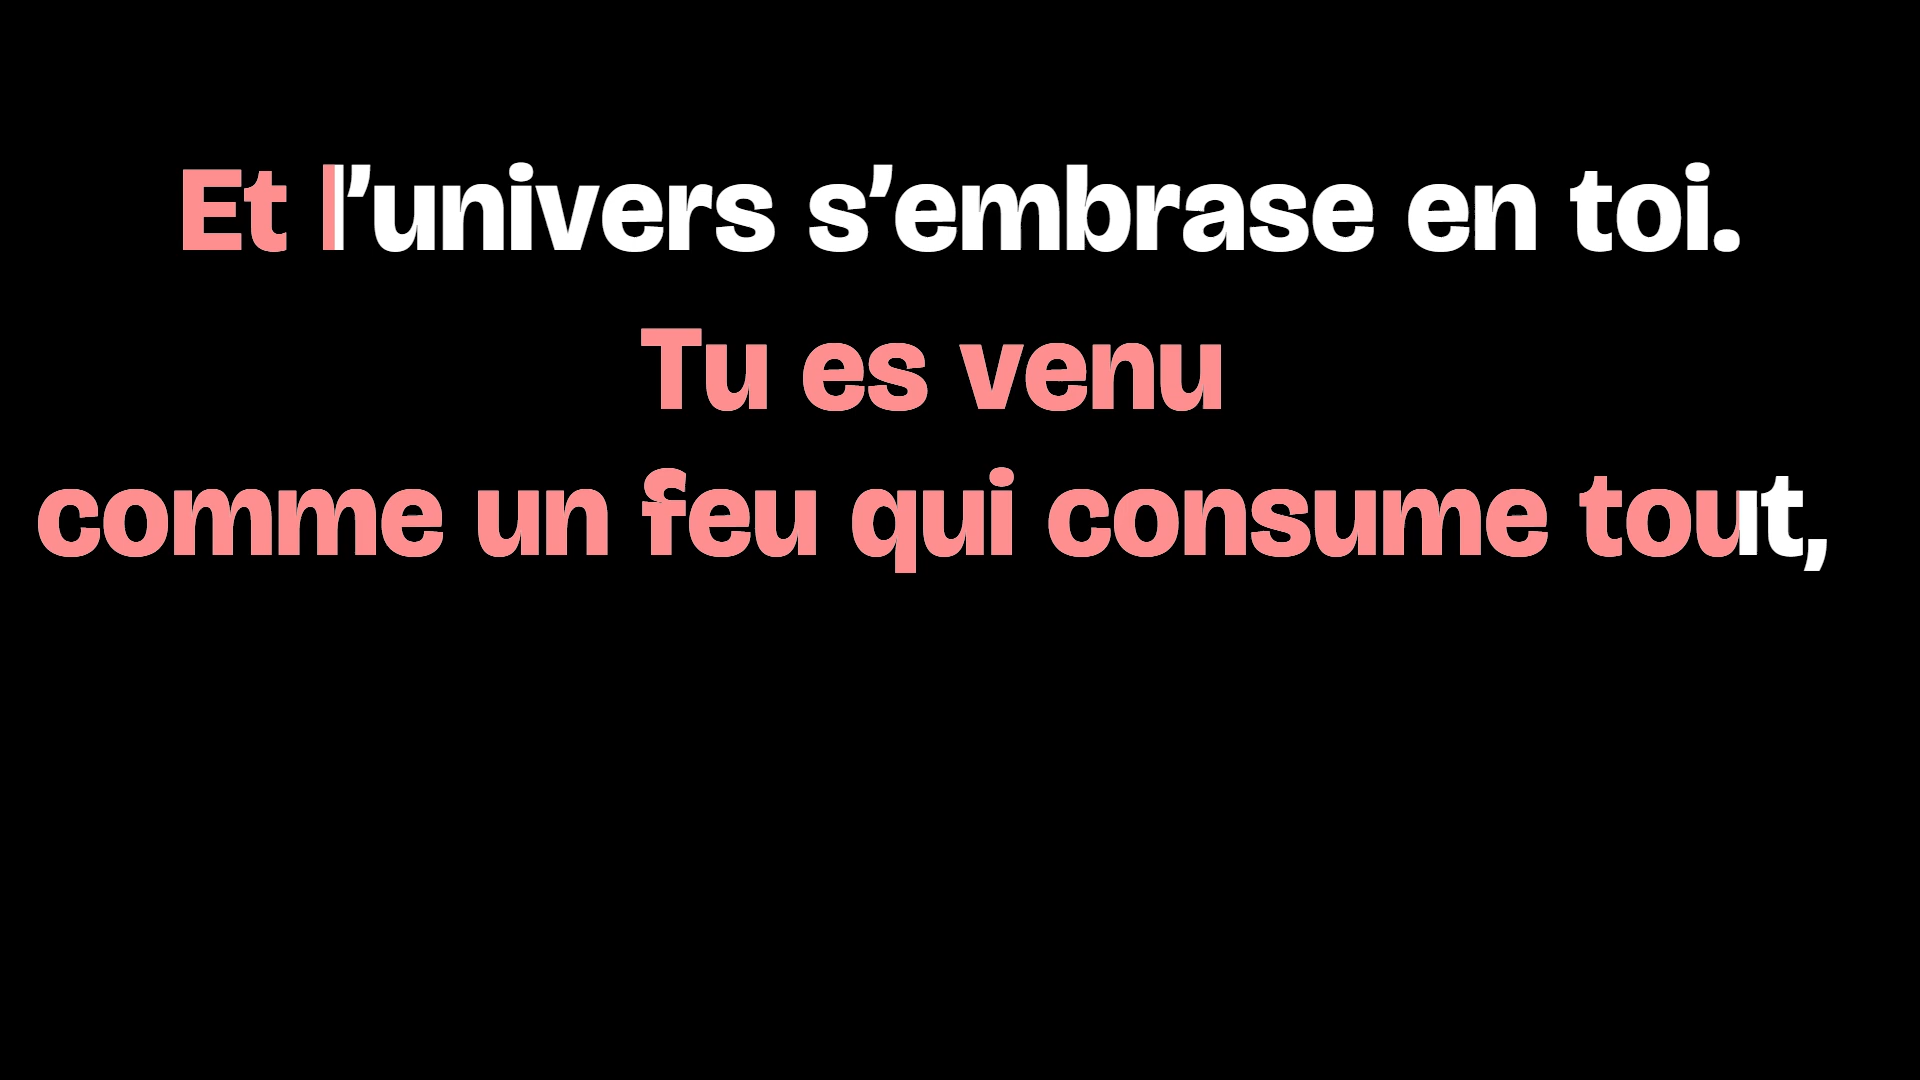 Et l’univers s’embrase en toi.
Tu es venu
comme un feu qui consume tout,